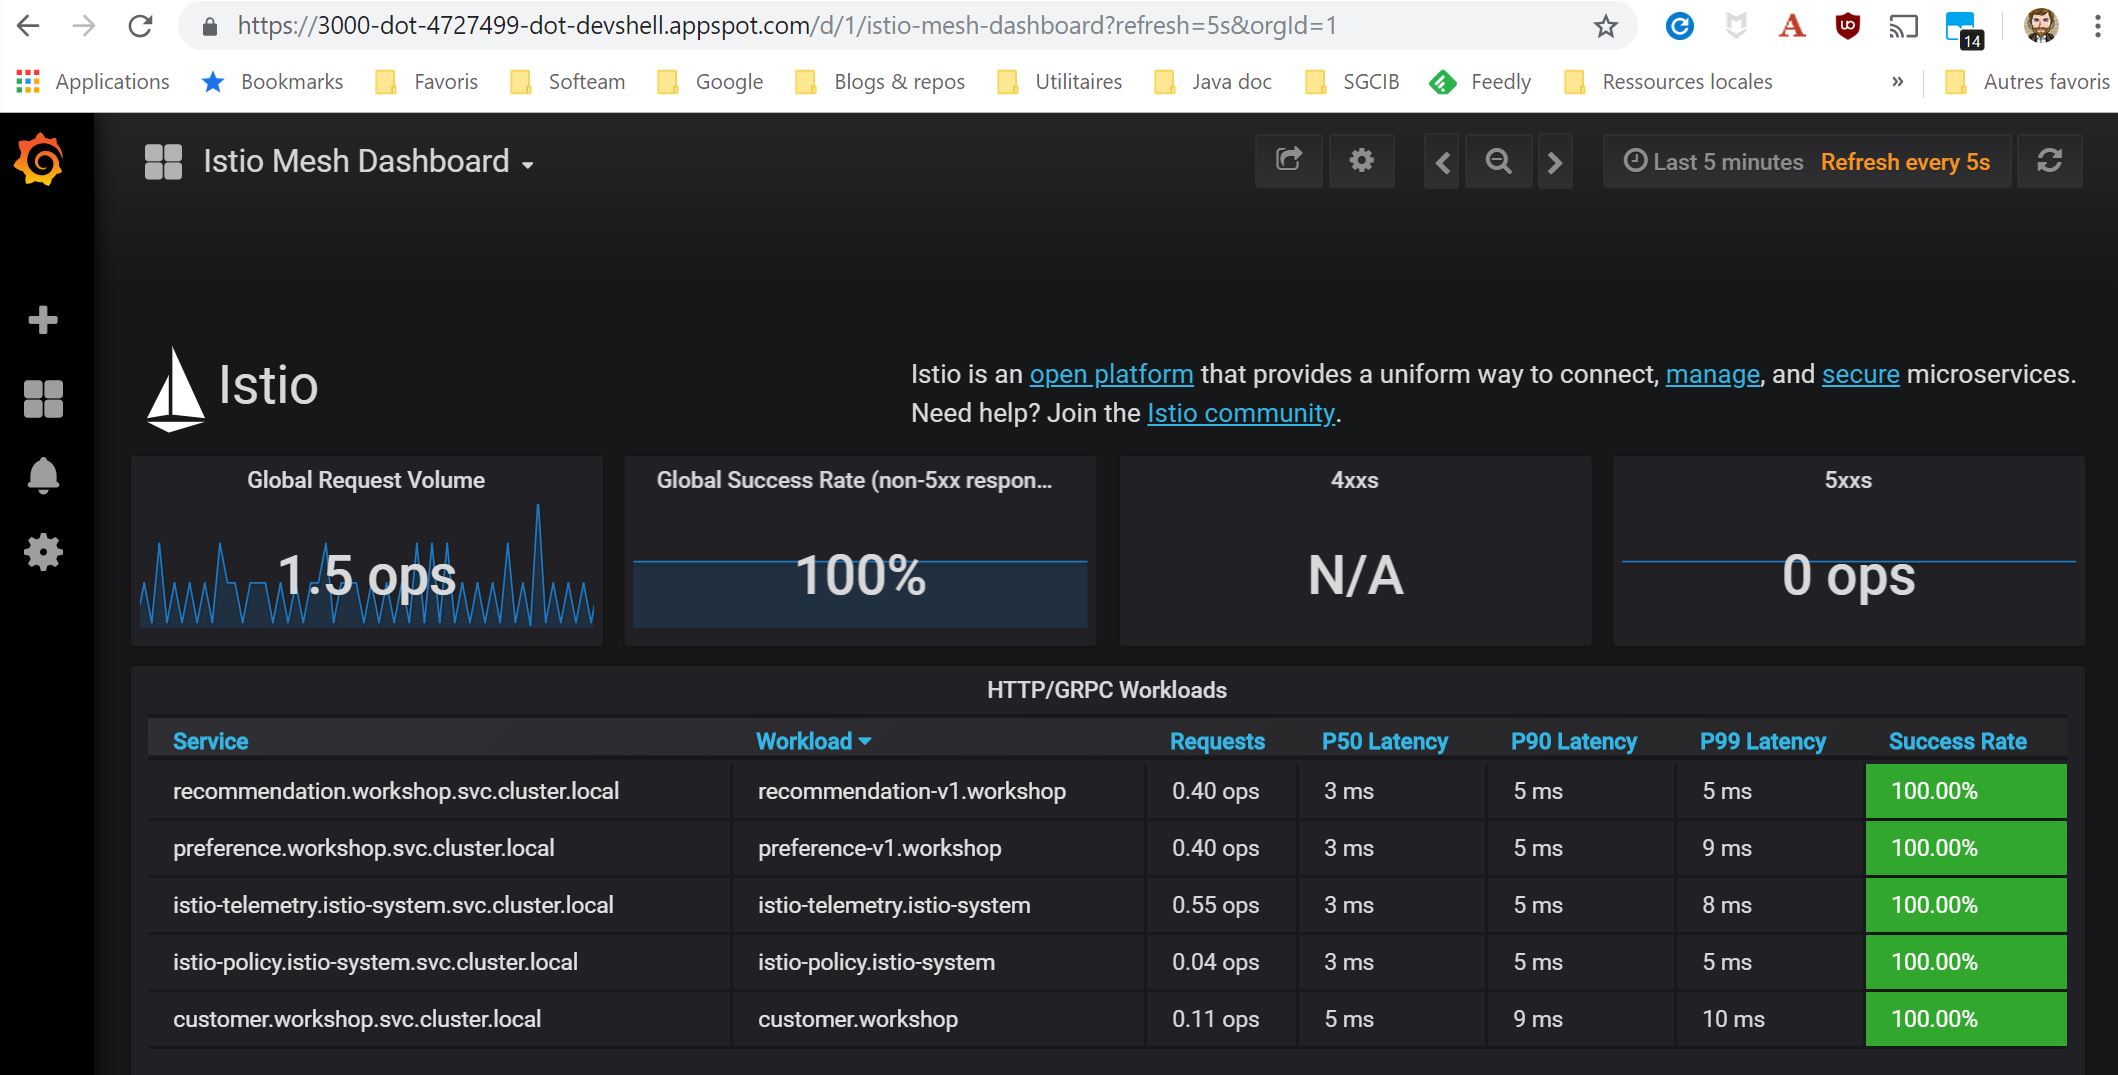 https://3000-dot-4727499-dot-devshell.appspot.com/d/1/istio-mesh-dashboard?refresh=5s&orgId=1
14
Applications Bookmarks Favoris Softeam Google Blogs & repos Utilitaires Java doc SGCIB Feedly Ressources locales » Autres favoris
Istio Mesh Dashboard
Last 5 minutes Refresh every 5s
Istio
Istio is an open platform that provides a uniform way to connect, manage, and secure microservices.
Need help? Join the Istio community.
Global Request Volume
1.5 ops
Global Success Rate (non-5xx respon...
100%
4xxs
N/A
5xxs
0 ops
HTTP/GRPC Workloads
Service Workload Requests P50 Latency P90 Latency P99 Latency Success Rate
recommendation.workshop.svc.cluster.local recommendation-v1.workshop 0.40 ops 3 ms 5 ms 5 ms 100.00%
preference.workshop.svc.cluster.local preference-v1.workshop 0.40 ops 3 ms 5 ms 9 ms 100.00%
istio-telemetry.istio-system.svc.cluster.local istio-telemetry.istio-system 0.55 ops 3 ms 5 ms 8 ms 100.00%
istio-policy.istio-system.svc.cluster.local istio-policy.istio-system 0.04 ops 3 ms 5 ms 5 ms 100.00%
customer.workshop.svc.cluster.local customer.workshop 0.11 ops 5 ms 9 ms 10 ms 100.00%